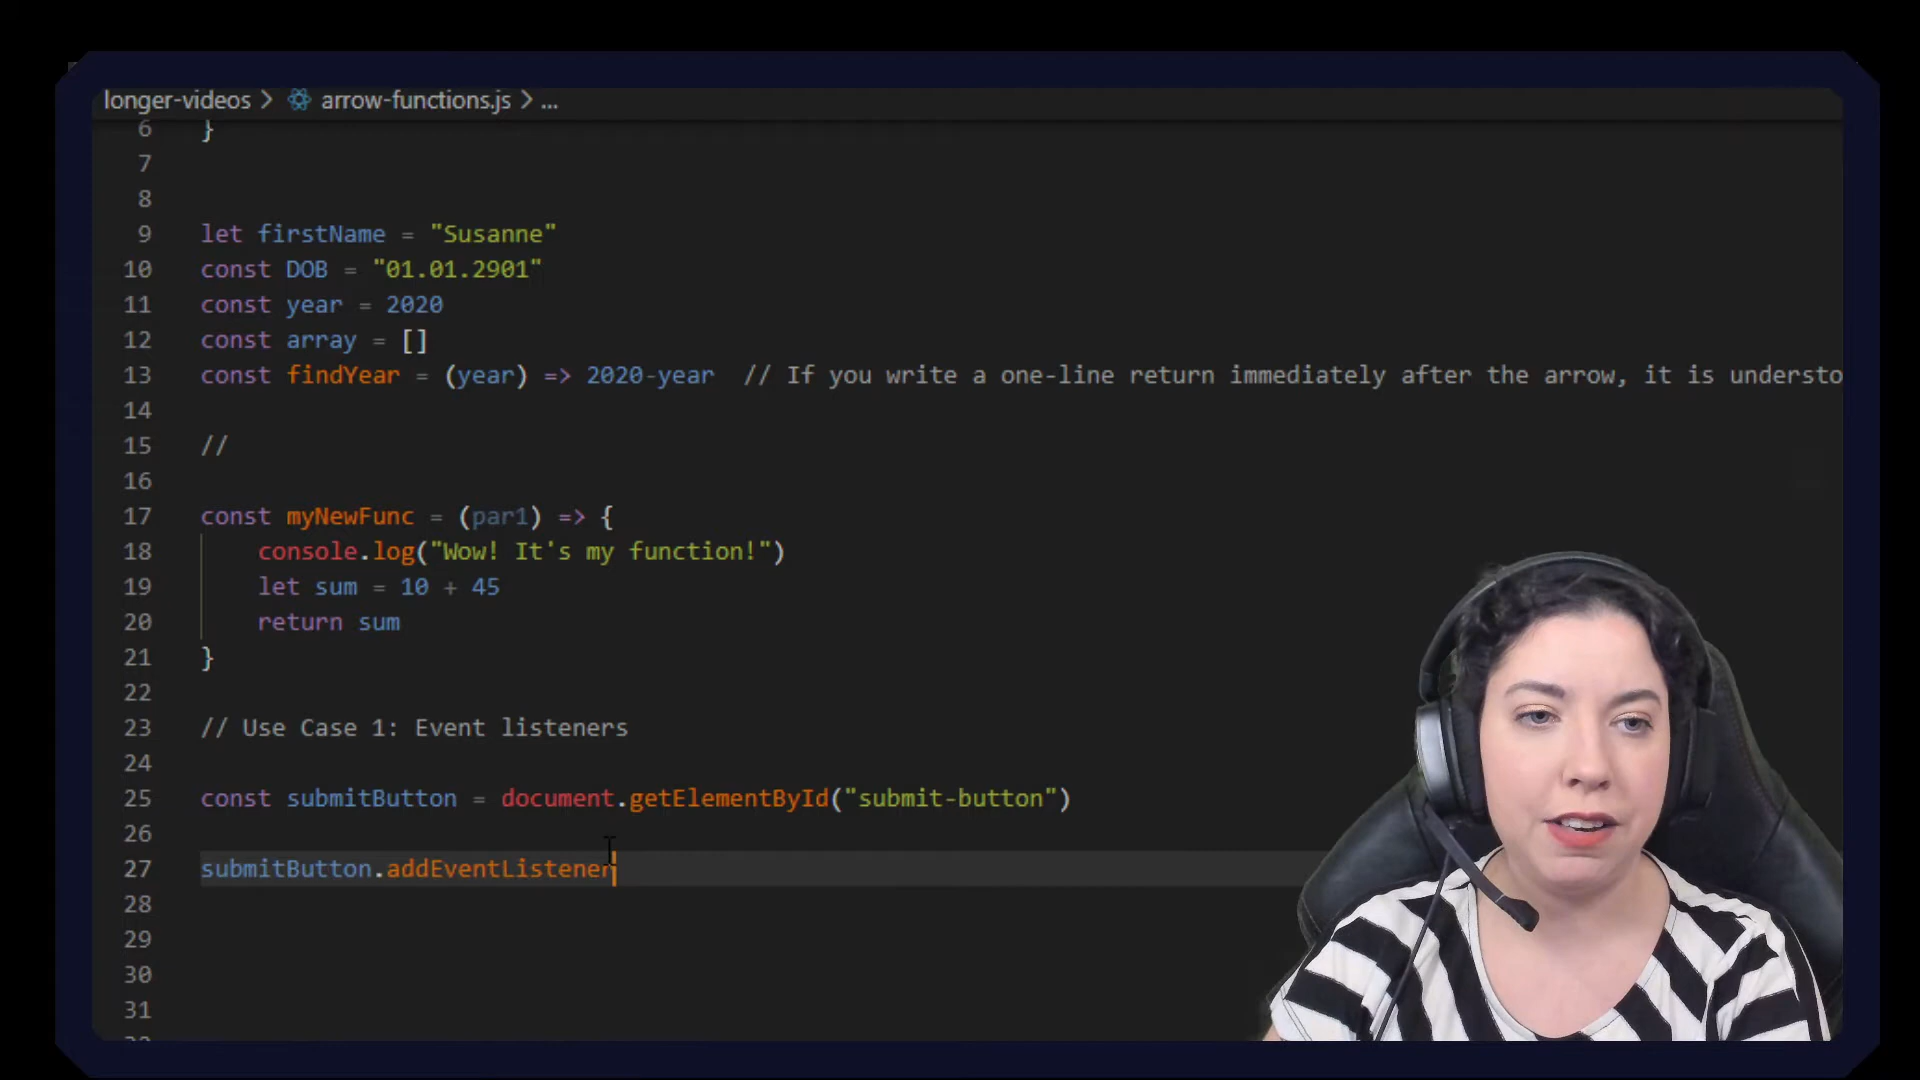 longer-videos > arrow-functions.js > ...
6 }
7
8
9 let firstName = "Susanne"
10 const DOB = "01.01.2901"
11 const year = 2020
12 const array = []
13 const findYear = (year) => 2020-year // If you write a one-line return immediately after the arrow, it is understo
14
15 //
16
17 const myNewFunc = (par1) => {
18 console.log("Wow! It's my function!")
19 let sum = 10 + 45
20 return sum
21 }
22
23 // Use Case 1: Event listeners
24
25 const submitButton = document.getElementById("submit-button")
26
27 submitButton.addEventListener
28
29
30
31